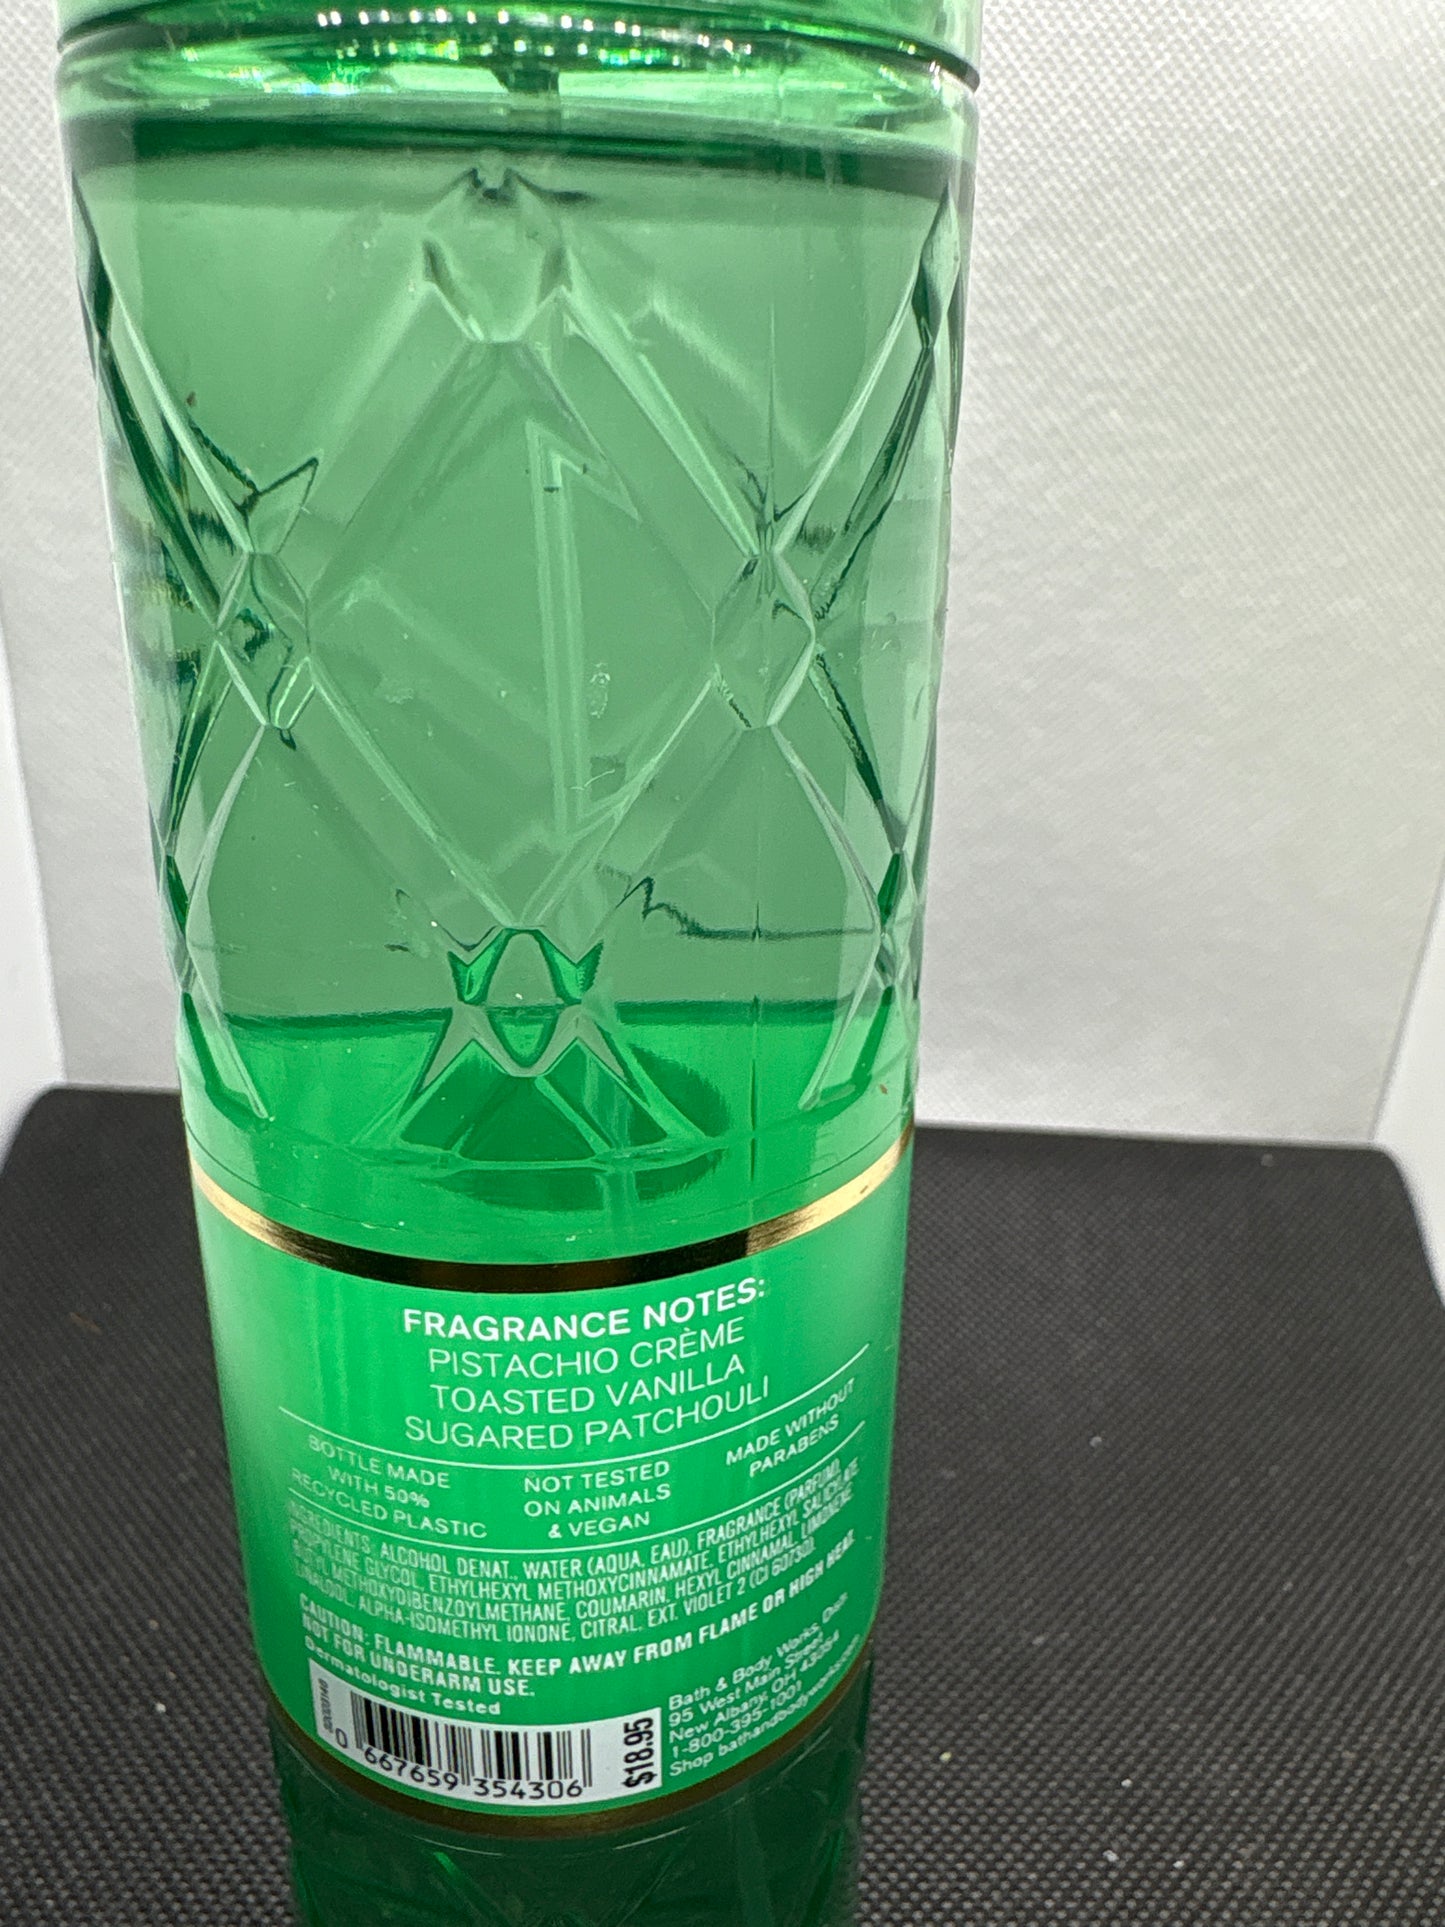 FRAGRANCE NOTES:
PISTACHIO CRÈME
TOASTED VANILLA
SUGARED PATCHOULI
BOTTLE MADE
WITH 50%
RECYCLED PLASTIC
NOT TESTED
ON ANIMALS
& VEGAN
MADE WITHOUT
PARABENS
INGREDIENTS: ALCOHOL DENAT., WATER (AQUA, EAU), FRAGRANCE (PARFUM),
PROPYLENE GLYCOL, ETHYLHEXYL METHOXYCINNAMATE, ETHYLHEXYL SALICYLATE,
BUTYL METHOXYDIBENZOYLMETHANE, COUMARIN, HEXYL CINNAMAL, LIMONENE,
LINALOOL, ALPHA-ISOMETHYL IONONE, CITRAL, EXT. VIOLET 2 (CI 60730).
CAUTION: FLAMMABLE. KEEP AWAY FROM FLAME OR HIGH HEAT.
NOT FOR UNDERARM USE.
Dermatologist Tested
0 667659 354306
$18.95
Bath & Body Works, Distr.
95 West Main Street
New Albany, OH 43054
1-800-395-1001
Shop bathandbodyworks.com